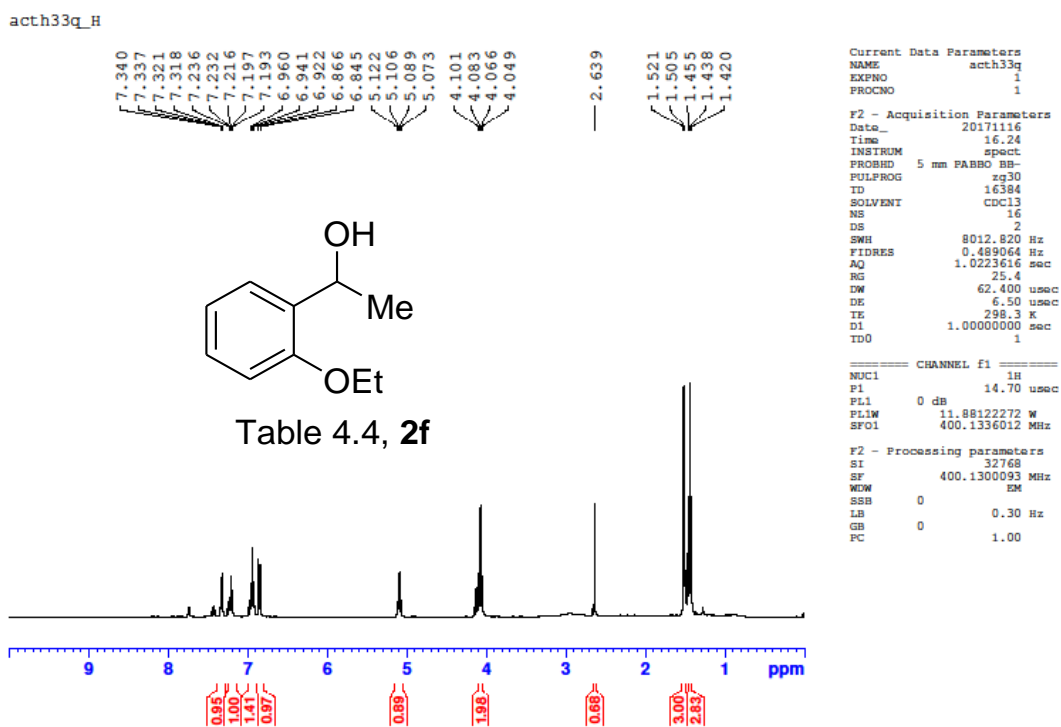 acth33q_H
7.340
7.337
7.321
7.318
7.236
7.232
7.216
7.197
7.193
6.960
6.941
6.922
6.866
6.845
5.122
5.106
5.089
5.073
4.101
4.083
4.066
4.049
2.639
1.521
1.505
1.455
1.438
1.420
Current Data Parameters
NAME acth33q
EXPNO 1
PROCNO 1
F2 - Acquisition Parameters
Date_ 20171116
Time 16.24
INSTRUM spect
PROBHD 5 mm PABBO BB-
PULPROG zg30
TD 16384
SOLVENT CDCl3
NS 16
DS 2
SWH 8012.820 Hz
FIDRES 0.489064 Hz
AQ 1.0223616 sec
RG 25.4
DW 62.400 usec
DE 6.50 usec
TE 298.3 K
D1 1.00000000 sec
TD0 1
======== CHANNEL f1 ========
NUC1 1H
P1 14.70 usec
PL1 0 dB
PL1W 11.88122272 W
SFO1 400.1336012 MHz
F2 - Processing parameters
SI 32768
SF 400.1300093 MHz
WDW EM
SSB 0
LB 0.30 Hz
GB 0
PC 1.00
OH
Me
OEt
Table 4.4, 2f
9 8 7 6 5 4 3 2 1 ppm
0.95
1.00
1.41
0.97
0.89
1.98
0.68
3.00
2.83